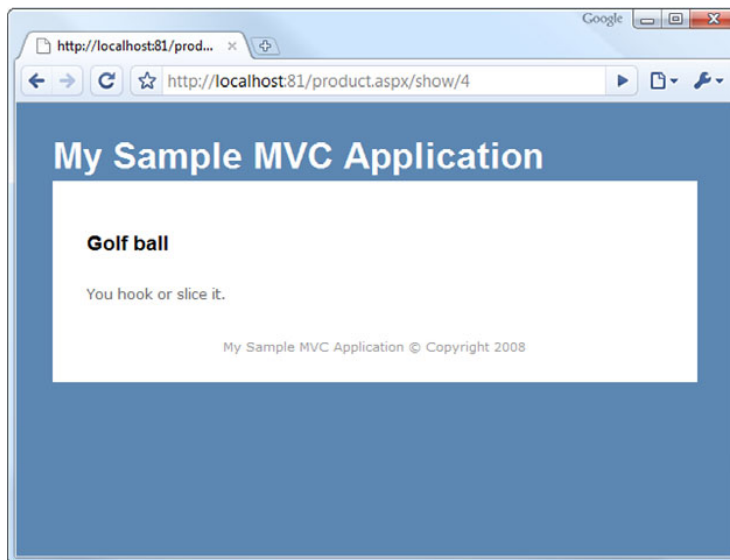 Google
http://localhost:81/prod...
http://localhost:81/product.aspx/show/4
My Sample MVC Application
Golf ball
You hook or slice it.
My Sample MVC Application © Copyright 2008